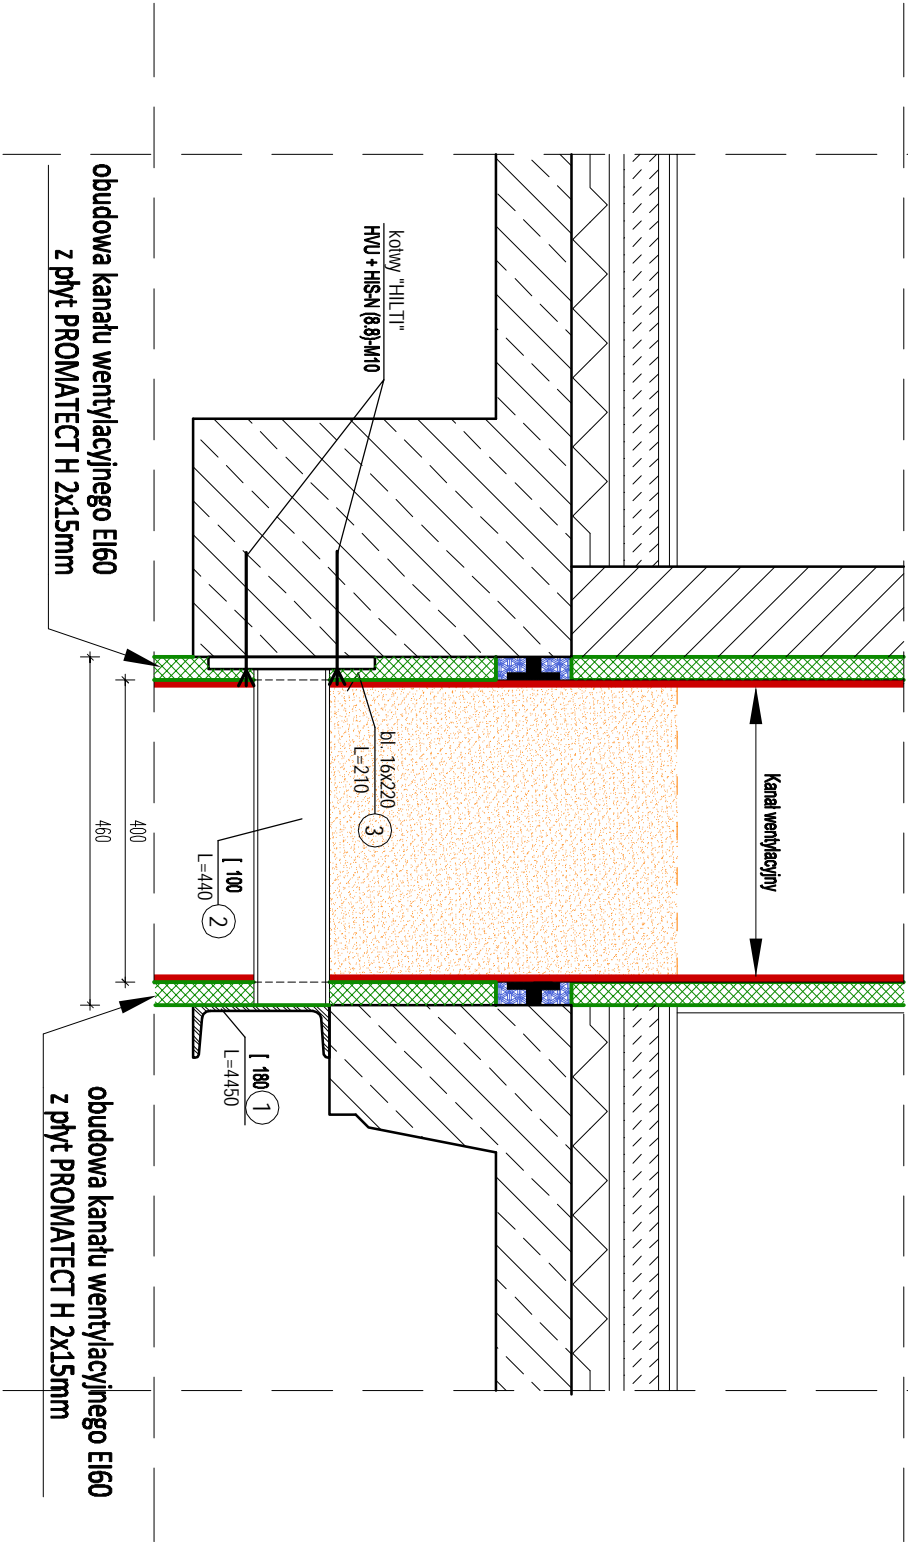 obudowa kanału wentylacyjnego EI60
z płyt PROMATECT H 2x15mm
kotwy "HILTI"
HVU + HIS-N (8.8)-M10
bl. 16x220
L=210
3
Kanał wentylacyjny
[ 100
L=440
2
400
460
[ 180
L=4450
1
obudowa kanału wentylacyjnego EI60
z płyt PROMATECT H 2x15mm